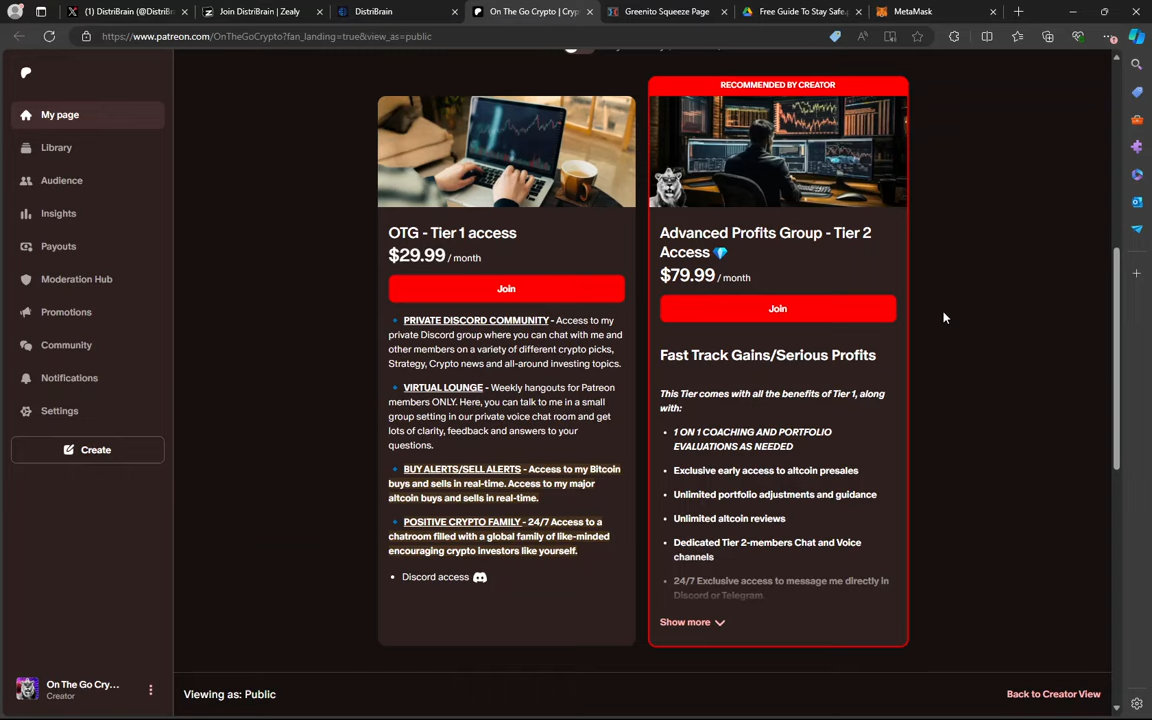 (1) DistriBrain (@DistriBr
Join DistriBrain | Zealy
DistriBrain
On The Go Crypto | Cryp
Greenito Squeeze Page
Free Guide To Stay Safe.
MetaMask
https://www.patreon.com/OnTheGoCrypto?fan_landing=true&view_as=public
My page
Library
Audience
Insights
Payouts
Moderation Hub
Promotions
Community
Notifications
Settings
Create
On The Go Cry...
Creator
OTG - Tier 1 access
$29.99 / month
Join
PRIVATE DISCORD COMMUNITY - Access to my
private Discord group where you can chat with me and
other members on a variety of different crypto picks,
Strategy, Crypto news and all-around investing topics.
VIRTUAL LOUNGE - Weekly hangouts for Patreon
members ONLY. Here, you can talk to me in a small
group setting in our private voice chat room and get
lots of clarity, feedback and answers to your
questions.
BUY ALERTS/SELL ALERTS - Access to my Bitcoin
buys and sells in real-time. Access to my major
altcoin buys and sells in real-time.
POSITIVE CRYPTO FAMILY - 24/7 Access to a
chatroom filled with a global family of like-minded
encouraging crypto investors like yourself.
• Discord access
RECOMMENDED BY CREATOR
Advanced Profits Group - Tier 2
Access 💎
$79.99 / month
Join
Fast Track Gains/Serious Profits
This Tier comes with all the benefits of Tier 1, along
with:
• 1 ON 1 COACHING AND PORTFOLIO
EVALUATIONS AS NEEDED
• Exclusive early access to altcoin presales
• Unlimited portfolio adjustments and guidance
• Unlimited altcoin reviews
• Dedicated Tier 2-members Chat and Voice
channels
• 24/7 Exclusive access to message me directly in
Discord or Telegram.
Show more
Viewing as: Public
Back to Creator View